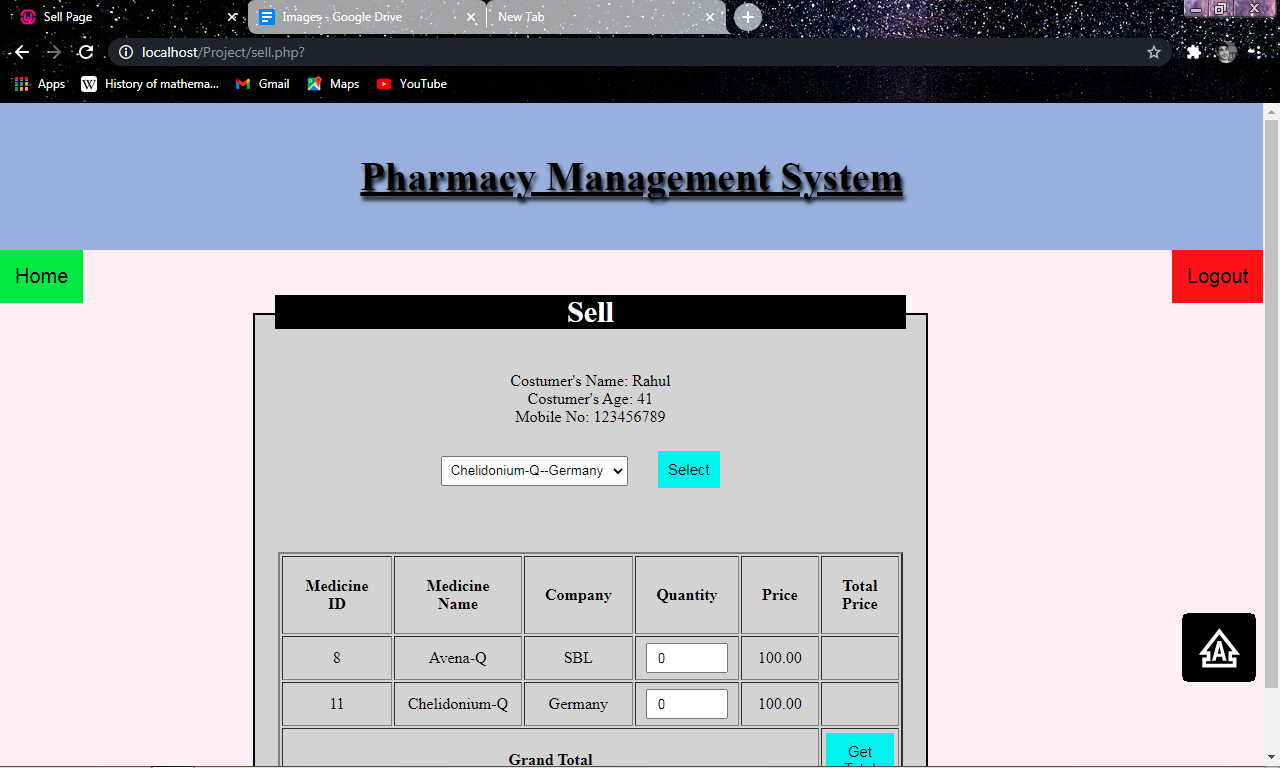 Sell Page
Images - Google Drive
New Tab
localhost/Project/sell.php?
Apps
History of mathema...
Gmail
Maps
YouTube
Pharmacy Management System
Home
Logout
Sell
Costumer's Name: Rahul
Costumer's Age: 41
Mobile No: 123456789
Chelidonium-Q--Germany
Select
Medicine ID
Medicine Name
Company
Quantity
Price
Total Price
8 Avena-Q SBL 0 100.00
11 Chelidonium-Q Germany 0 100.00
Grand Total
Get
A